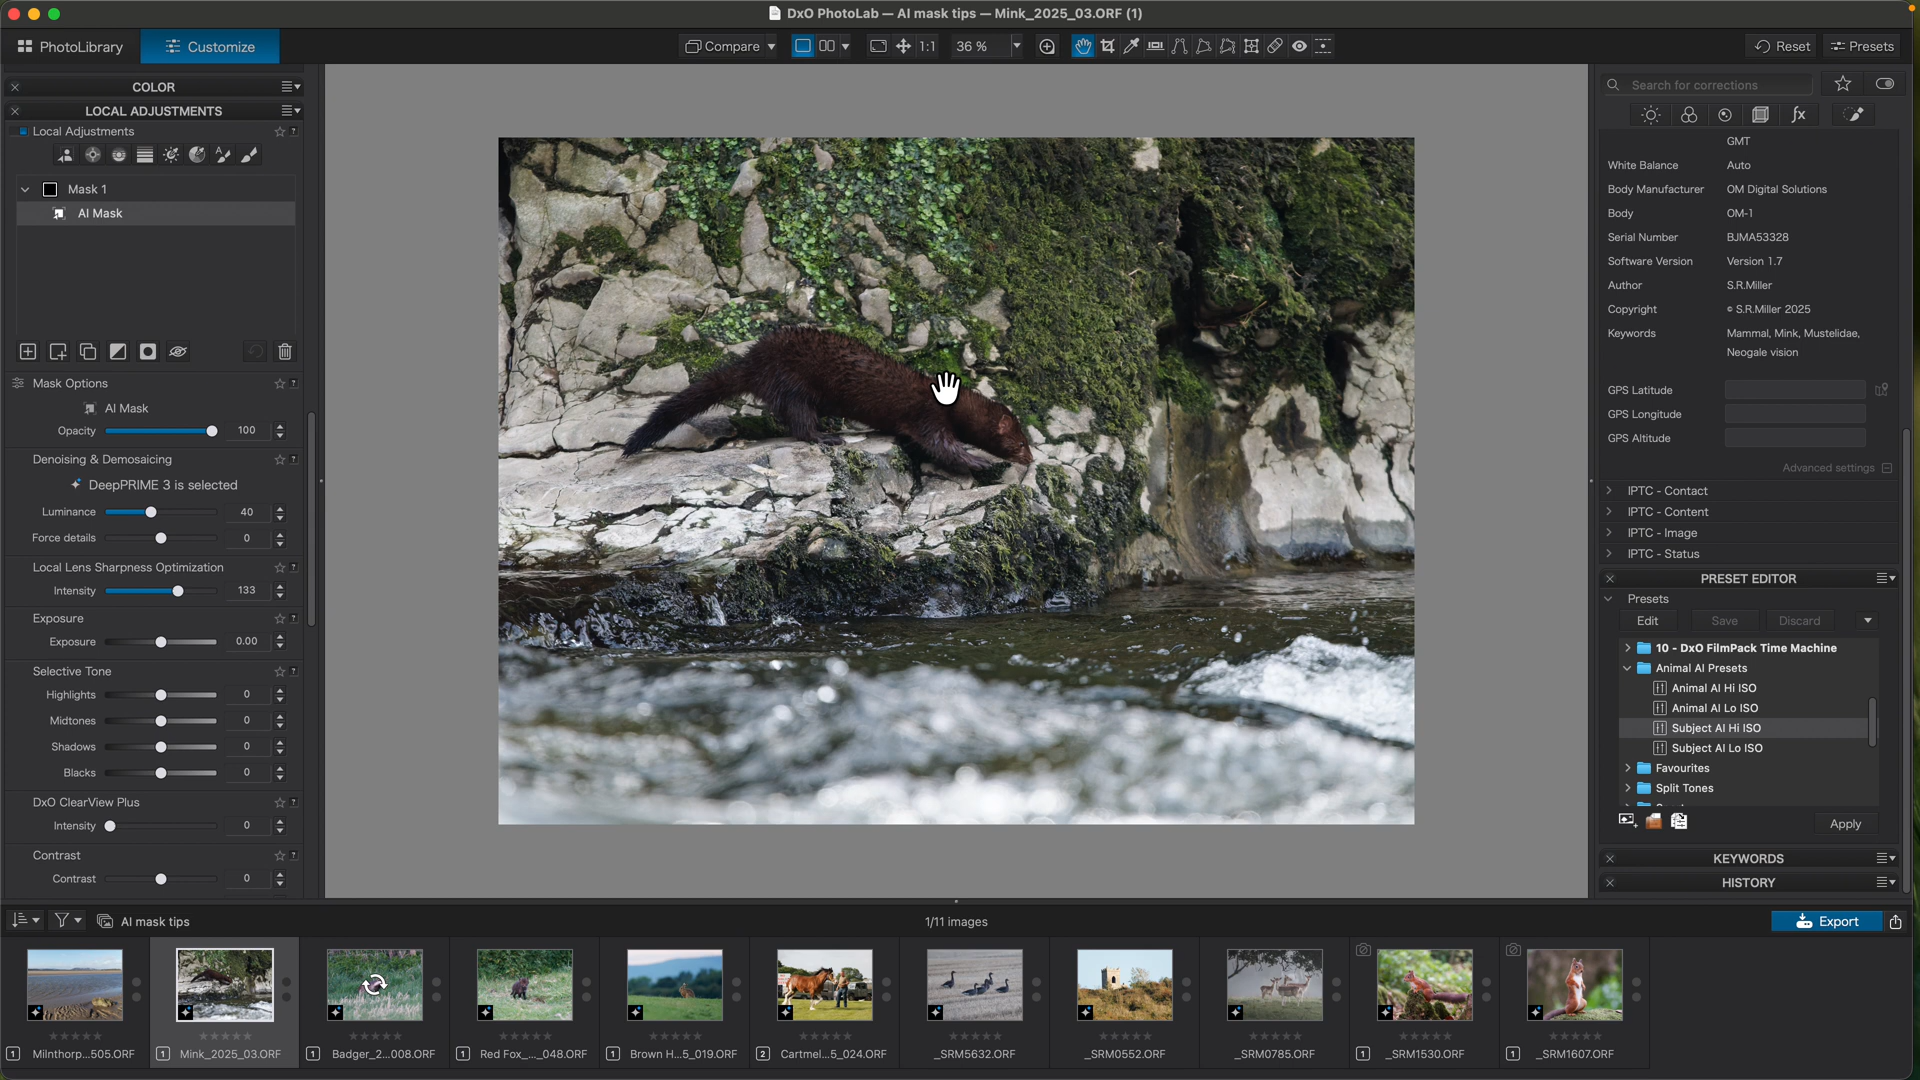 DxO PhotoLab — AI mask tips — Mink_2025_03.ORF (1)
PhotoLibrary
Customize
Compare
1:1
36 %
Reset
Presets
COLOR
LOCAL ADJUSTMENTS
Local Adjustments
Mask 1
AI Mask
Mask Options
AI Mask
Opacity 100
Denoising & Demosaicing
DeepPRIME 3 is selected
Luminance 40
Force details 0
Local Lens Sharpness Optimization
Intensity 133
Exposure
Exposure 0.00
Selective Tone
Highlights 0
Midtones 0
Shadows 0
Blacks 0
DxO ClearView Plus
Intensity 0
Contrast
Contrast 0
Search for corrections
fx
GMT
White Balance Auto
Body Manufacturer OM Digital Solutions
Body OM-1
Serial Number BJMA53328
Software Version Version 1.7
Author S.R.Miller
Copyright © S.R.Miller 2025
Keywords Mammal, Mink, Mustelidae,
Neogale vision
GPS Latitude
GPS Longitude
GPS Altitude
Advanced settings
IPTC - Contact
IPTC - Content
IPTC - Image
IPTC - Status
PRESET EDITOR
Presets
Edit Save Discard
10 - DxO FilmPack Time Machine
Animal AI Presets
Animal AI Hi ISO
Animal AI Lo ISO
Subject AI Hi ISO
Subject AI Lo ISO
Favourites
Split Tones
Apply
KEYWORDS
HISTORY
AI mask tips
1/11 images
Export
1 Milnthorp...505.ORF
1 Mink_2025_03.ORF
1 Badger_2...008.ORF
1 Red Fox_..._048.ORF
1 Brown H...5_019.ORF
2 Cartmel...5_024.ORF
_SRM5632.ORF
_SRM0552.ORF
_SRM0785.ORF
1 _SRM1530.ORF
1 _SRM1607.ORF